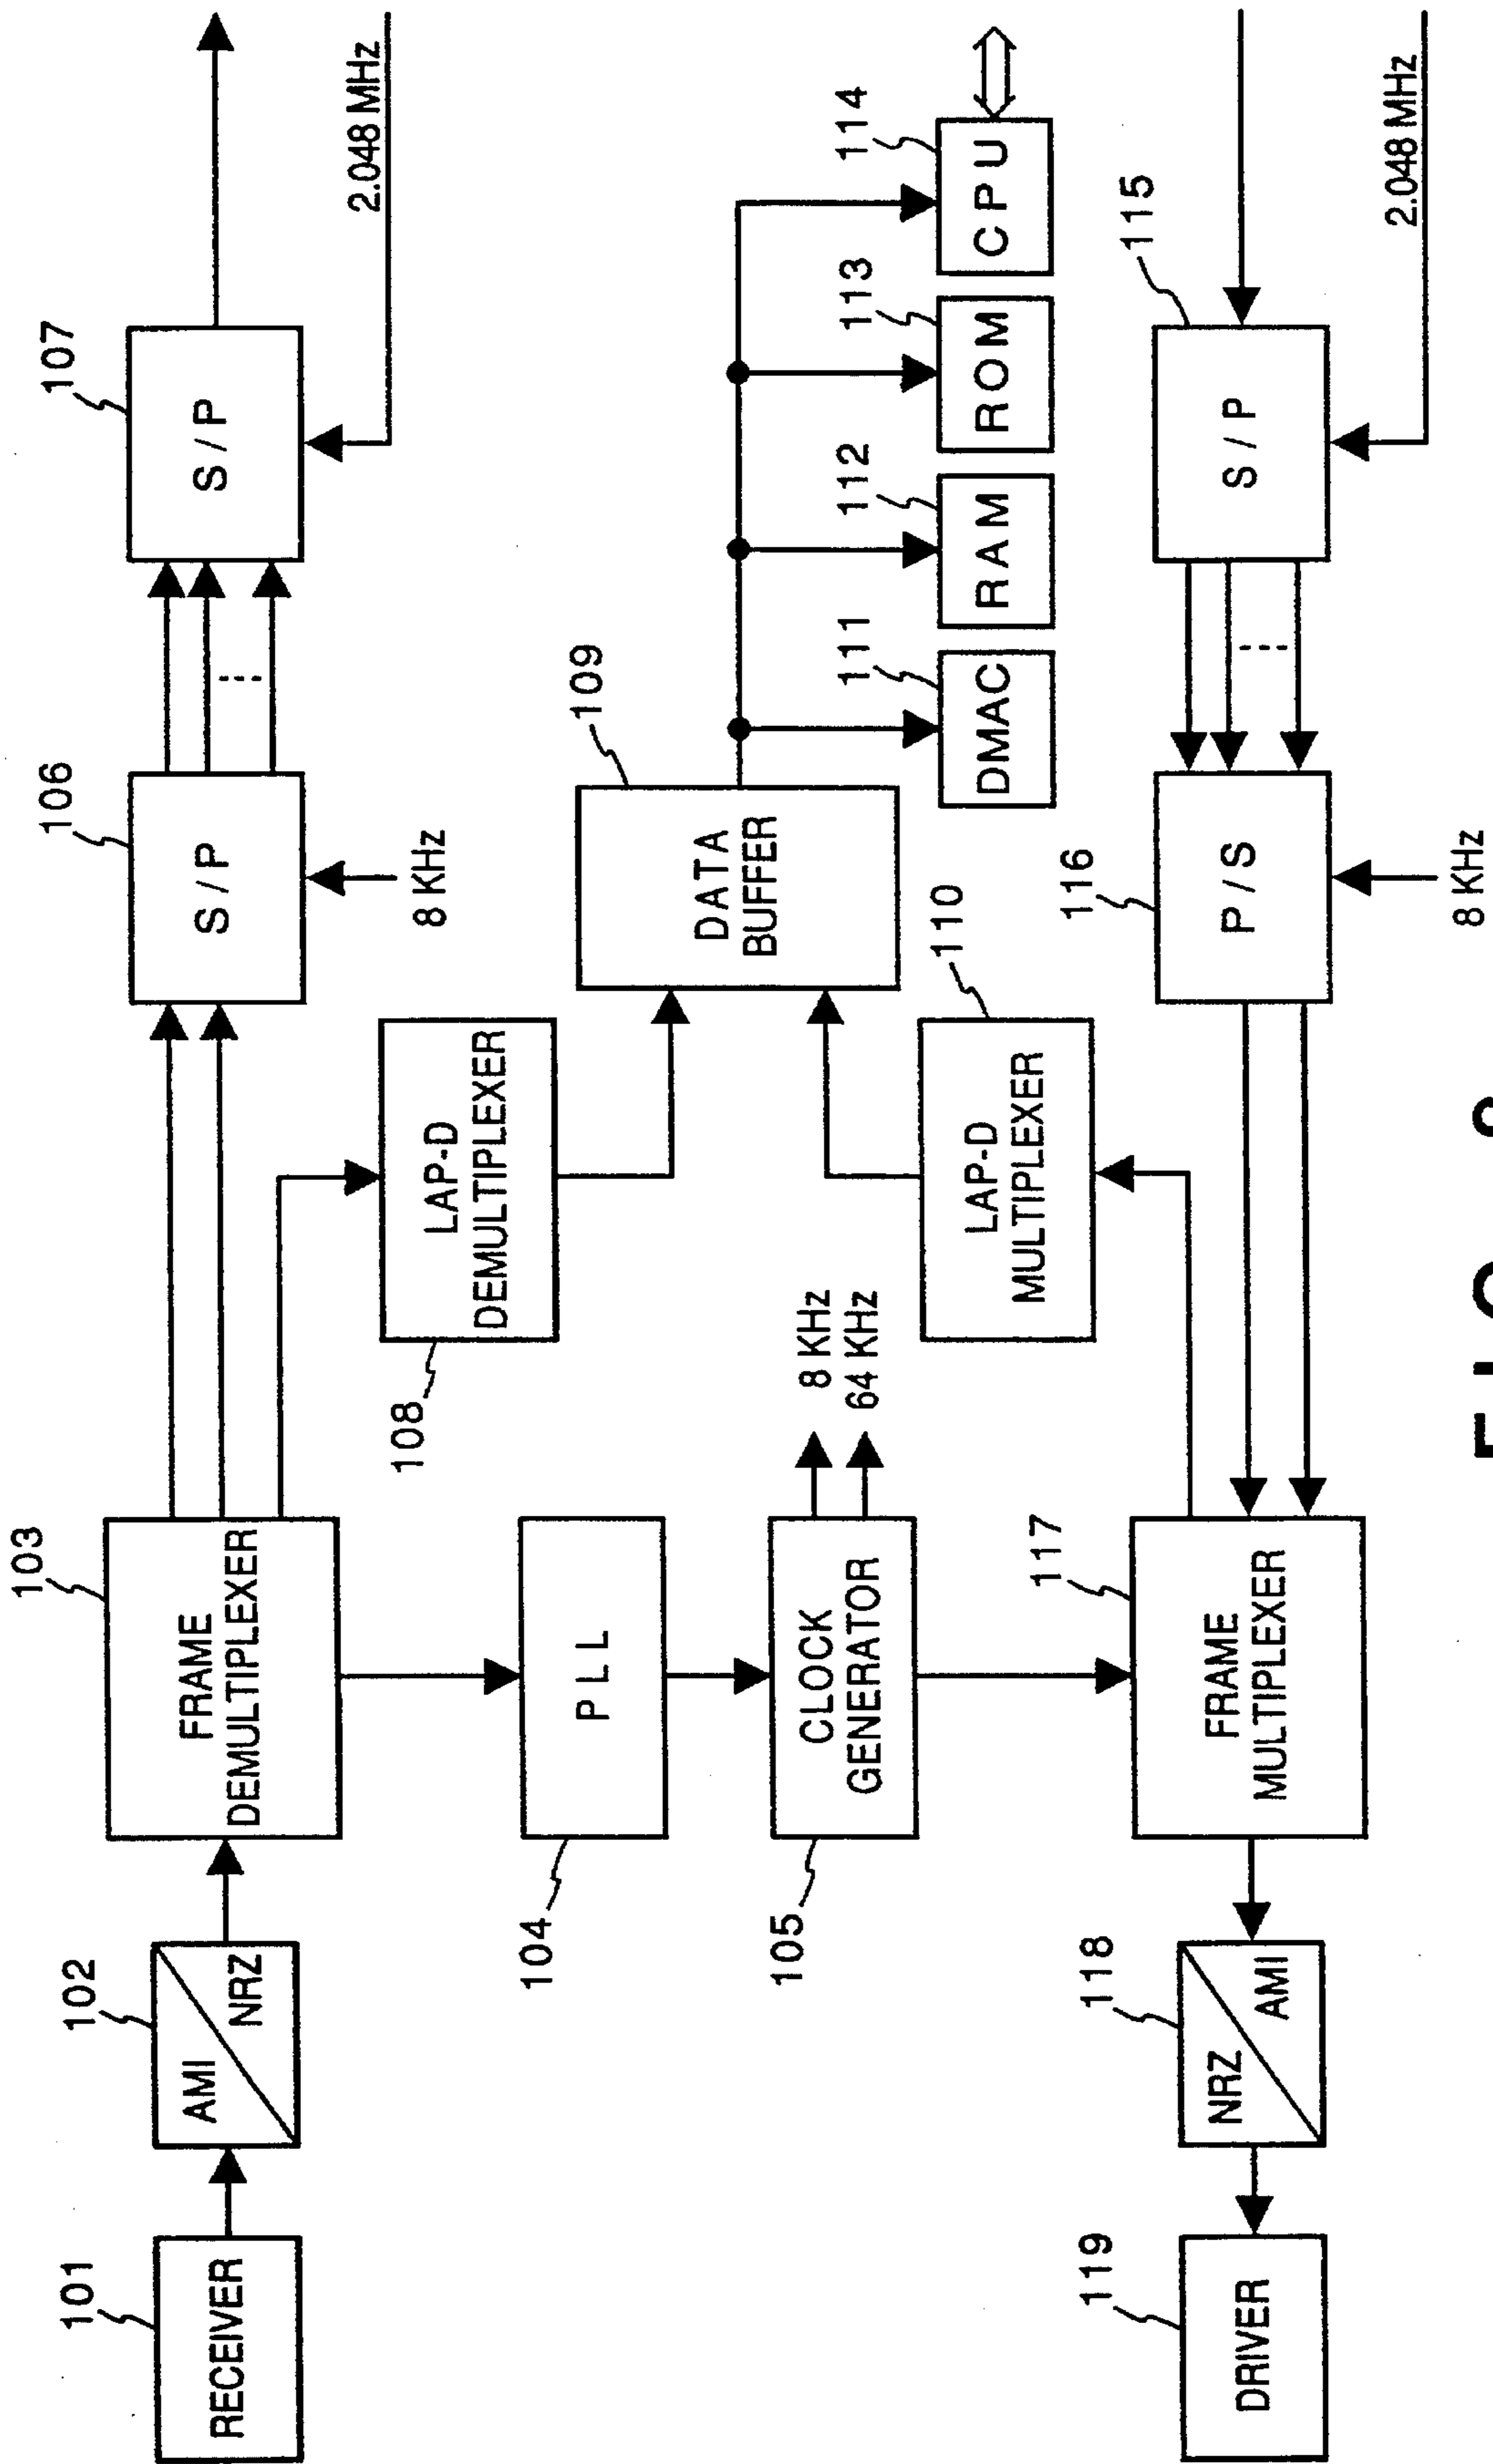 101
RECEIVER
102
AMI
NRZ
103
FRAME
DEMULTIPLEXER
106
S / P
8 KHz
107
S / P
2.048 MHz
108
LAP-D
DEMULTIPLEXER
104
P L L
105
CLOCK
GENERATOR
8 KHz
64 KHz
109
DATA
BUFFER
110
LAP-D
MULTIPLEXER
111
DMAC
112
RAM
113
ROM
114
CPU
119
DRIVER
118
NRZ
AMI
117
FRAME
MULTIPLEXER
116
P / S
8 KHz
115
S / P
2.048 MHz